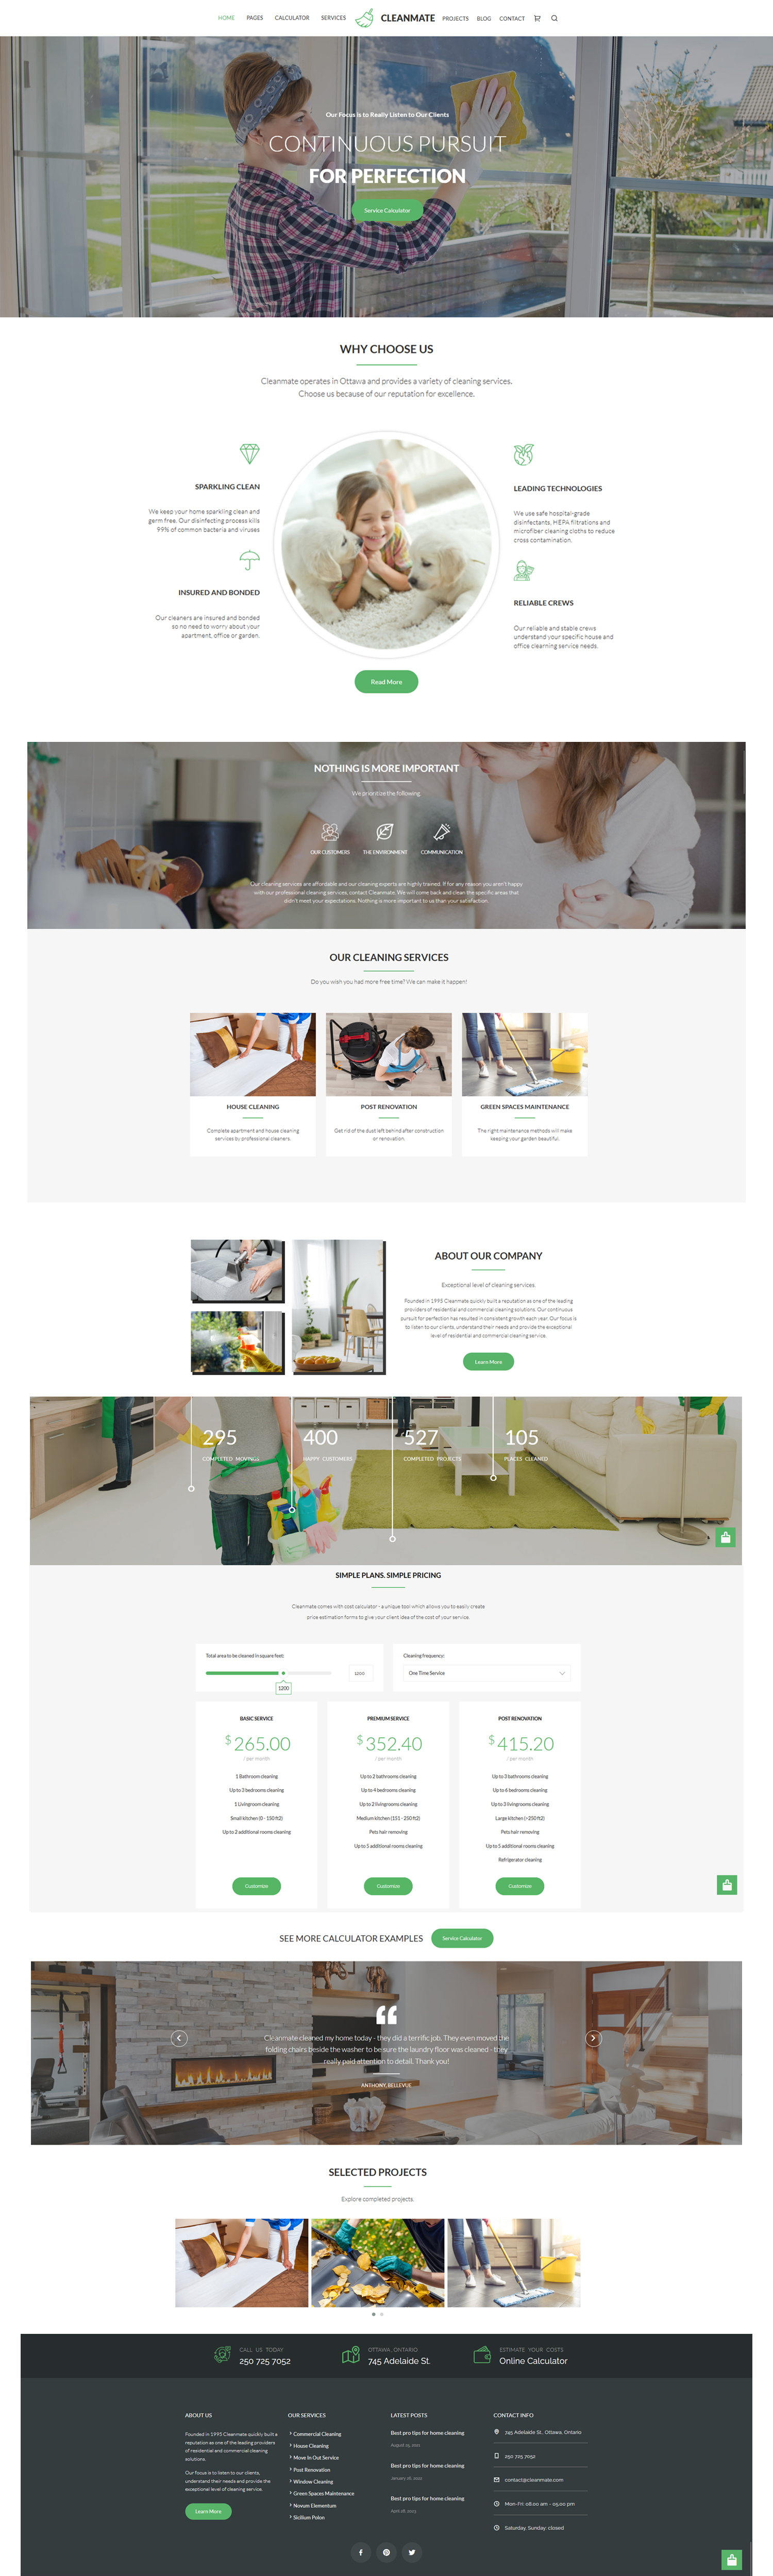 HOME PAGES CALCULATOR SERVICES CLEANMATE PROJECTS BLOG CONTACT
Our Focus is to Really Listen to Our Clients
CONTINUOUS PURSUIT
FOR PERFECTION
Service Calculator
WHY CHOOSE US
Cleanmate operates in Ottawa and provides a variety of cleaning services.
Choose us because of our reputation for excellence.
SPARKLING CLEAN
We keep your home sparkling clean and
germ free. Our disinfecting process kills
99% of common bacteria and viruses
INSURED AND BONDED
Our cleaners are insured and bonded
so no need to worry about your
apartment, office or garden.
LEADING TECHNOLOGIES
We use safe hospital-grade
disinfectants, HEPA filtrations and
microfiber cleaning cloths to reduce
cross contamination.
RELIABLE CREWS
Our reliable and stable crews
understand your specific house and
office cleaning service needs.
Read More
NOTHING IS MORE IMPORTANT
We prioritize the following.
OUR CUSTOMERS THE ENVIRONMENT COMMUNICATION
Our cleaning services are affordable and our cleaning experts are highly trained. If for any reason you aren't happy
with our professional cleaning services, contact Cleanmate. We will come back and clean the specific areas that
didn't meet your expectations. Nothing is more important to us than your satisfaction.
OUR CLEANING SERVICES
Do you wish you had more free time? We can make it happen!
HOUSE CLEANING
Complete apartment and house cleaning
services by professional cleaners.
POST RENOVATION
Get rid of the dust left behind after construction
or renovation.
GREEN SPACES MAINTENANCE
The right maintenance methods will make
keeping your garden beautiful.
ABOUT OUR COMPANY
Exceptional level of cleaning services.
Founded in 1995 Cleanmate quickly built a reputation as one of the leading
providers of residential and commercial cleaning solutions. Our continuous
pursuit for perfection has resulted in consistent growth each year. Our focus is
to listen to our clients, understand their needs and provide the exceptional
level of residential and commercial cleaning service.
Learn More
295 400 527 105
COMPLETED MOVINGS HAPPY CUSTOMERS COMPLETED PROJECTS PLACES CLEANED
SIMPLE PLANS. SIMPLE PRICING
Cleanmate comes with cost calculator - a unique tool which allows you to easily create
price estimation forms to give your client idea of the cost of your service.
Total area to be cleaned in square feet:
1200
1200
Cleaning frequency:
One Time Service
BASIC SERVICE
$265.00
/ per month
1 Bathroom cleaning
Up to 3 bedrooms cleaning
1 Livingroom cleaning
Small kitchen (0 - 150 ft2)
Up to 2 additional rooms cleaning
Customize
PREMIUM SERVICE
$352.40
/ per month
Up to 2 bathrooms cleaning
Up to 4 bedrooms cleaning
Up to 2 livingrooms cleaning
Medium kitchen (151 - 250 ft2)
Pets hair removing
Up to 5 additional rooms cleaning
Customize
POST RENOVATION
$415.20
/ per month
Up to 3 bathrooms cleaning
Up to 6 bedrooms cleaning
Up to 3 livingrooms cleaning
Large kitchen (>250 ft2)
Pets hair removing
Up to 5 additional rooms cleaning
Refrigerator cleaning
Customize
SEE MORE CALCULATOR EXAMPLES Service Calculator
Cleanmate cleaned my home today - they did a terrific job. They even moved the
folding chairs beside the washer to be sure the laundry floor was cleaned - they
really paid attention to detail. Thank you!
ANTHONY, BELLEVUE
SELECTED PROJECTS
Explore completed projects.
CALL US TODAY
250 725 7052
OTTAWA, ONTARIO
745 Adelaide St.
ESTIMATE YOUR COSTS
Online Calculator
ABOUT US
Founded in 1995 Cleanmate quickly built a
reputation as one of the leading providers
of residential and commercial cleaning
solutions.
Our focus is to listen to our clients,
understand their needs and provide the
exceptional level of cleaning service.
Learn More
OUR SERVICES
Commercial Cleaning
House Cleaning
Move In Out Service
Post Renovation
Window Cleaning
Green Spaces Maintenance
Novum Elementum
Sicilium Polon
LATEST POSTS
Best pro tips for home cleaning
Best pro tips for home cleaning
Best pro tips for home cleaning
CONTACT INFO
745 Adelaide St., Ottawa, Ontario
250 725 7052
contact@cleanmate.com
Mon-Fri: 08.00 am - 05.00 pm
Saturday, Sunday: closed